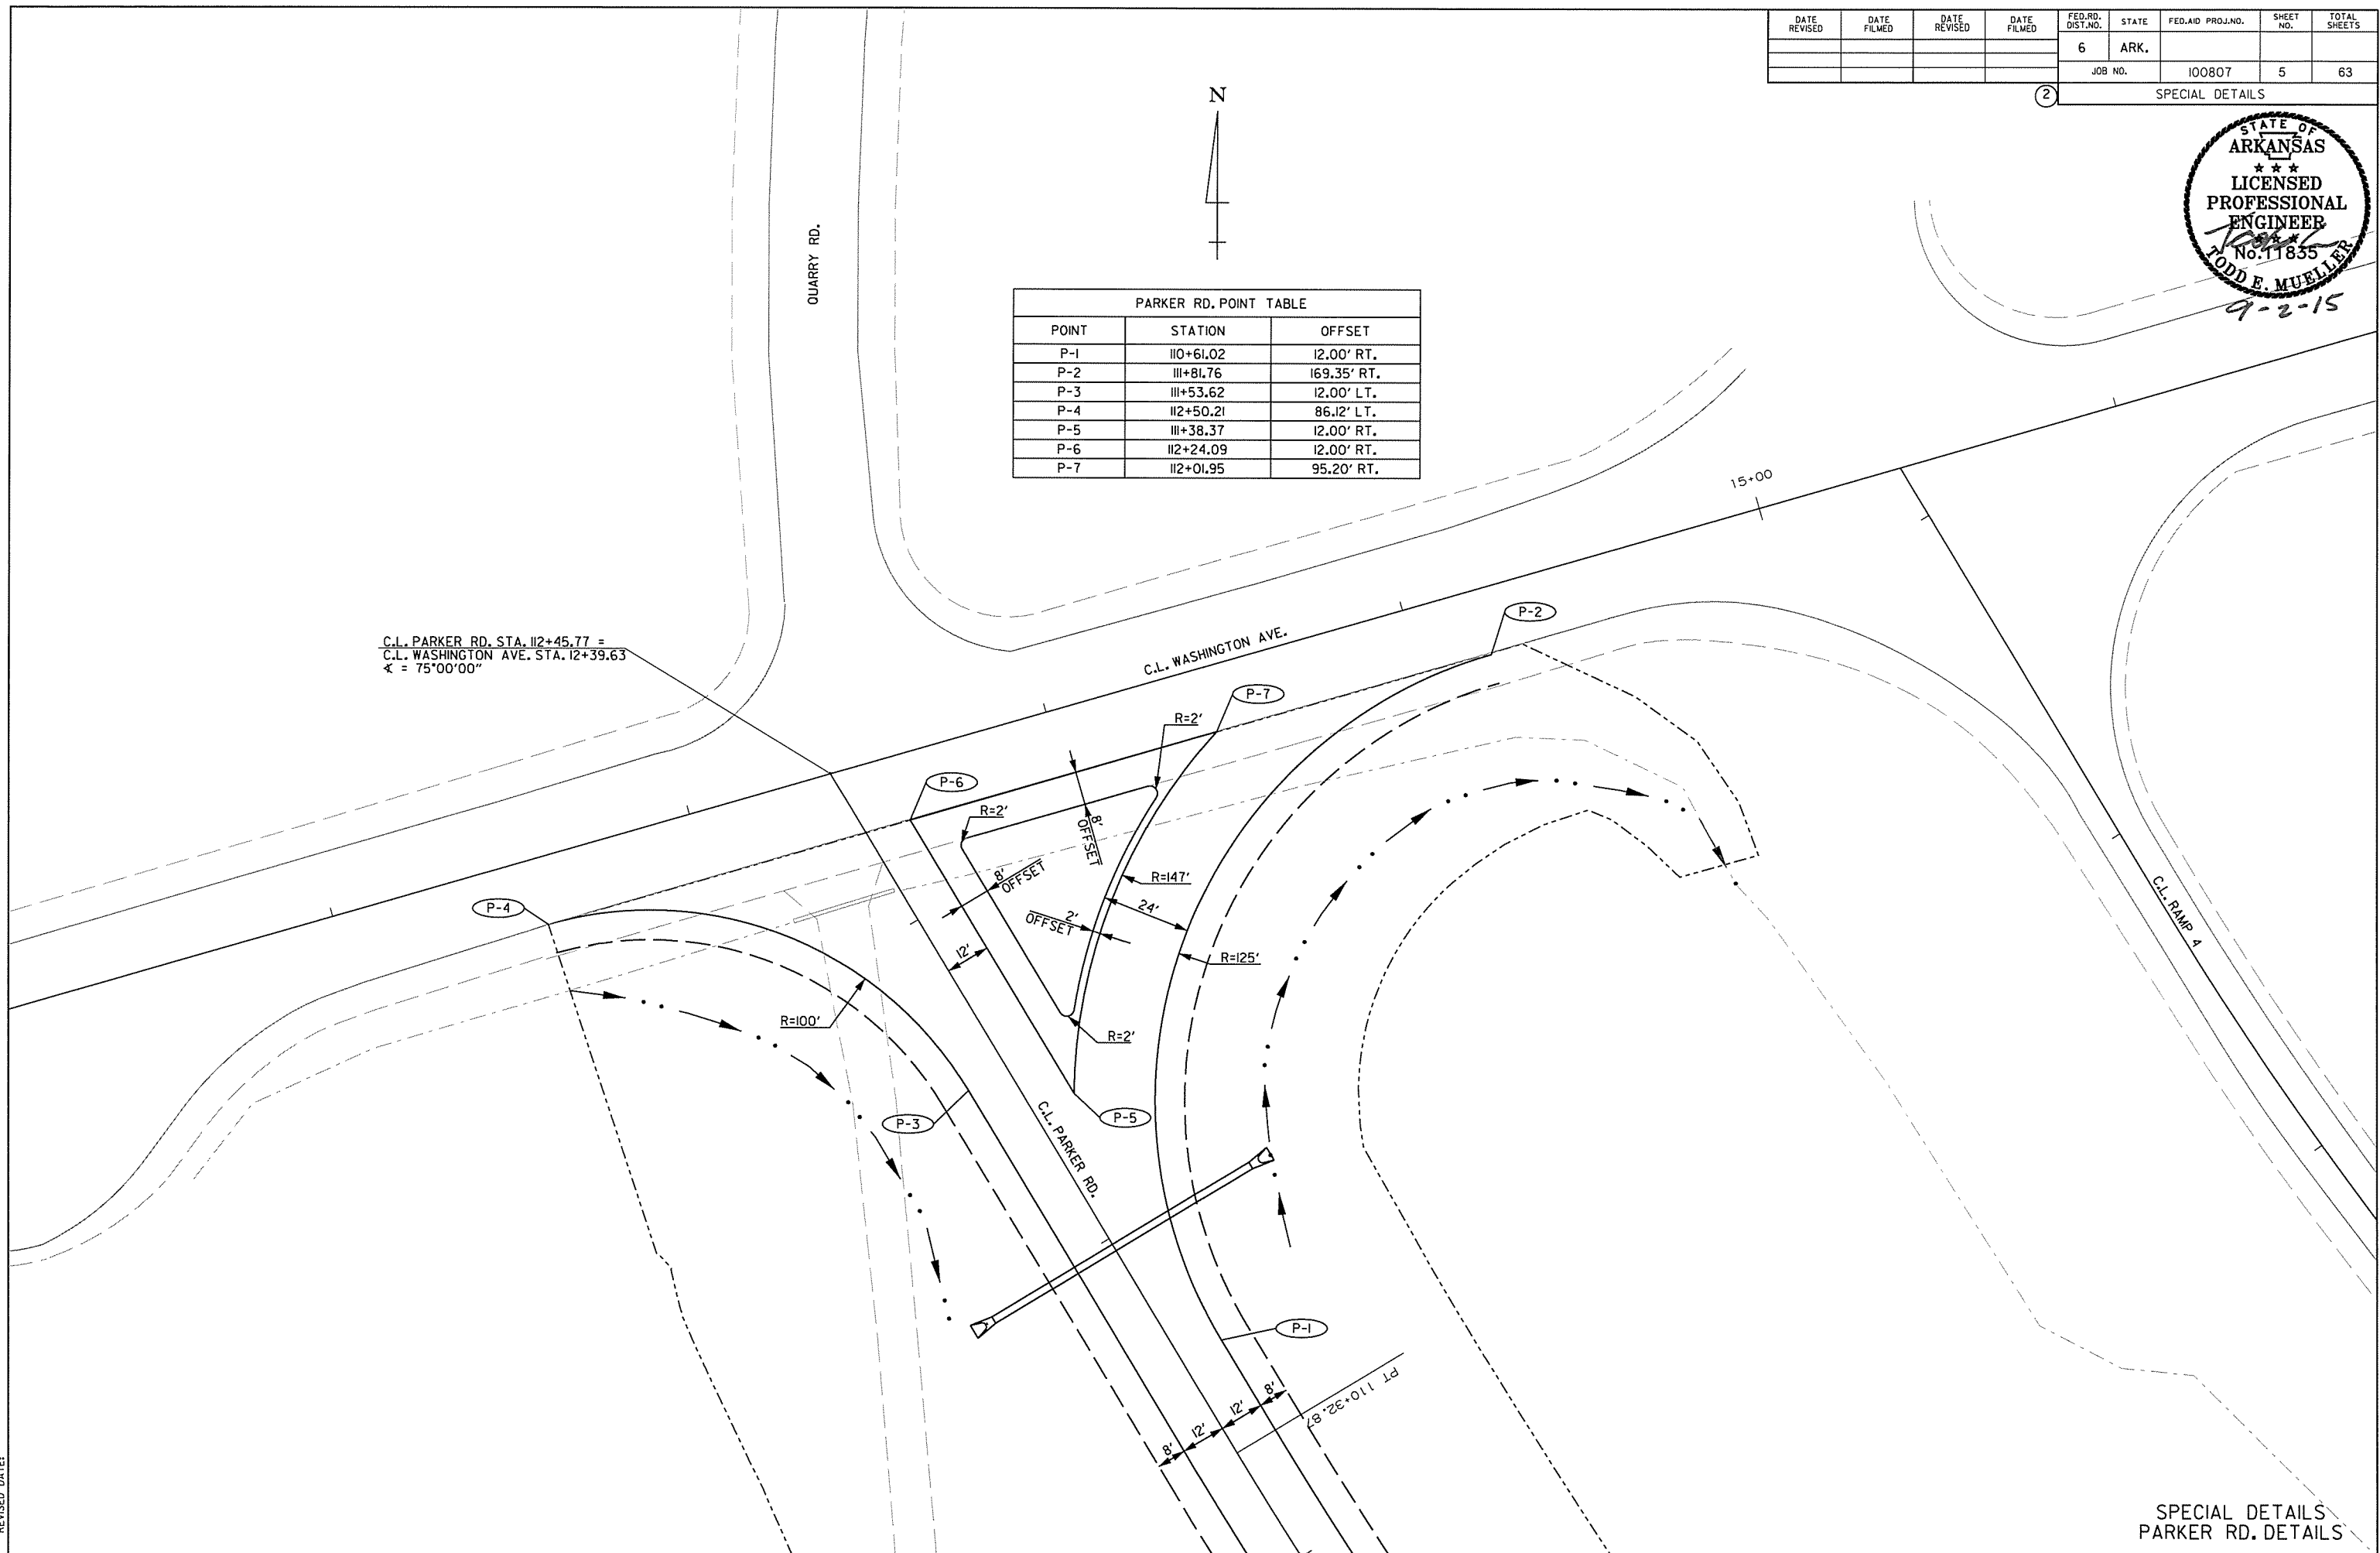 DATE REVISED DATE FILMED DATE REVISED DATE FILMED FED.RD. DIST.NO. STATE FED.AID PROJ.NO. SHEET NO. TOTAL SHEETS
6 ARK.
JOB NO. 100807 5 63
2 SPECIAL DETAILS
STATE OF
ARKANSAS
LICENSED
PROFESSIONAL
ENGINEER
No.11835
TODD E. MUELLER
9-2-15
N
QUARRY RD.
PARKER RD. POINT TABLE
POINT STATION OFFSET
P-1 110+61.02 12.00' RT.
P-2 111+81.76 169.35' RT.
P-3 111+53.62 12.00' LT.
P-4 112+50.21 86.12' LT.
P-5 111+38.37 12.00' RT.
P-6 112+24.09 12.00' RT.
P-7 112+01.95 95.20' RT.
15+00
C.L. PARKER RD. STA. 112+45.77 =
C.L. WASHINGTON AVE. STA. 12+39.63
∢ = 75°00'00"
C.L. WASHINGTON AVE.
P-2
P-7
R=2'
P-6
R=2'
8'
OFFSET
8'
OFFSET
R=147'
P-4
24'
2'
OFFSET
12'
R=125'
R=100'
R=2'
C.L. RAMP 4
P-3
P-5
C.L. PARKER RD.
P-1
PT 110+32.87
8'
12'
12'
8'
REVISED DATE:
SPECIAL DETAILS
PARKER RD. DETAILS